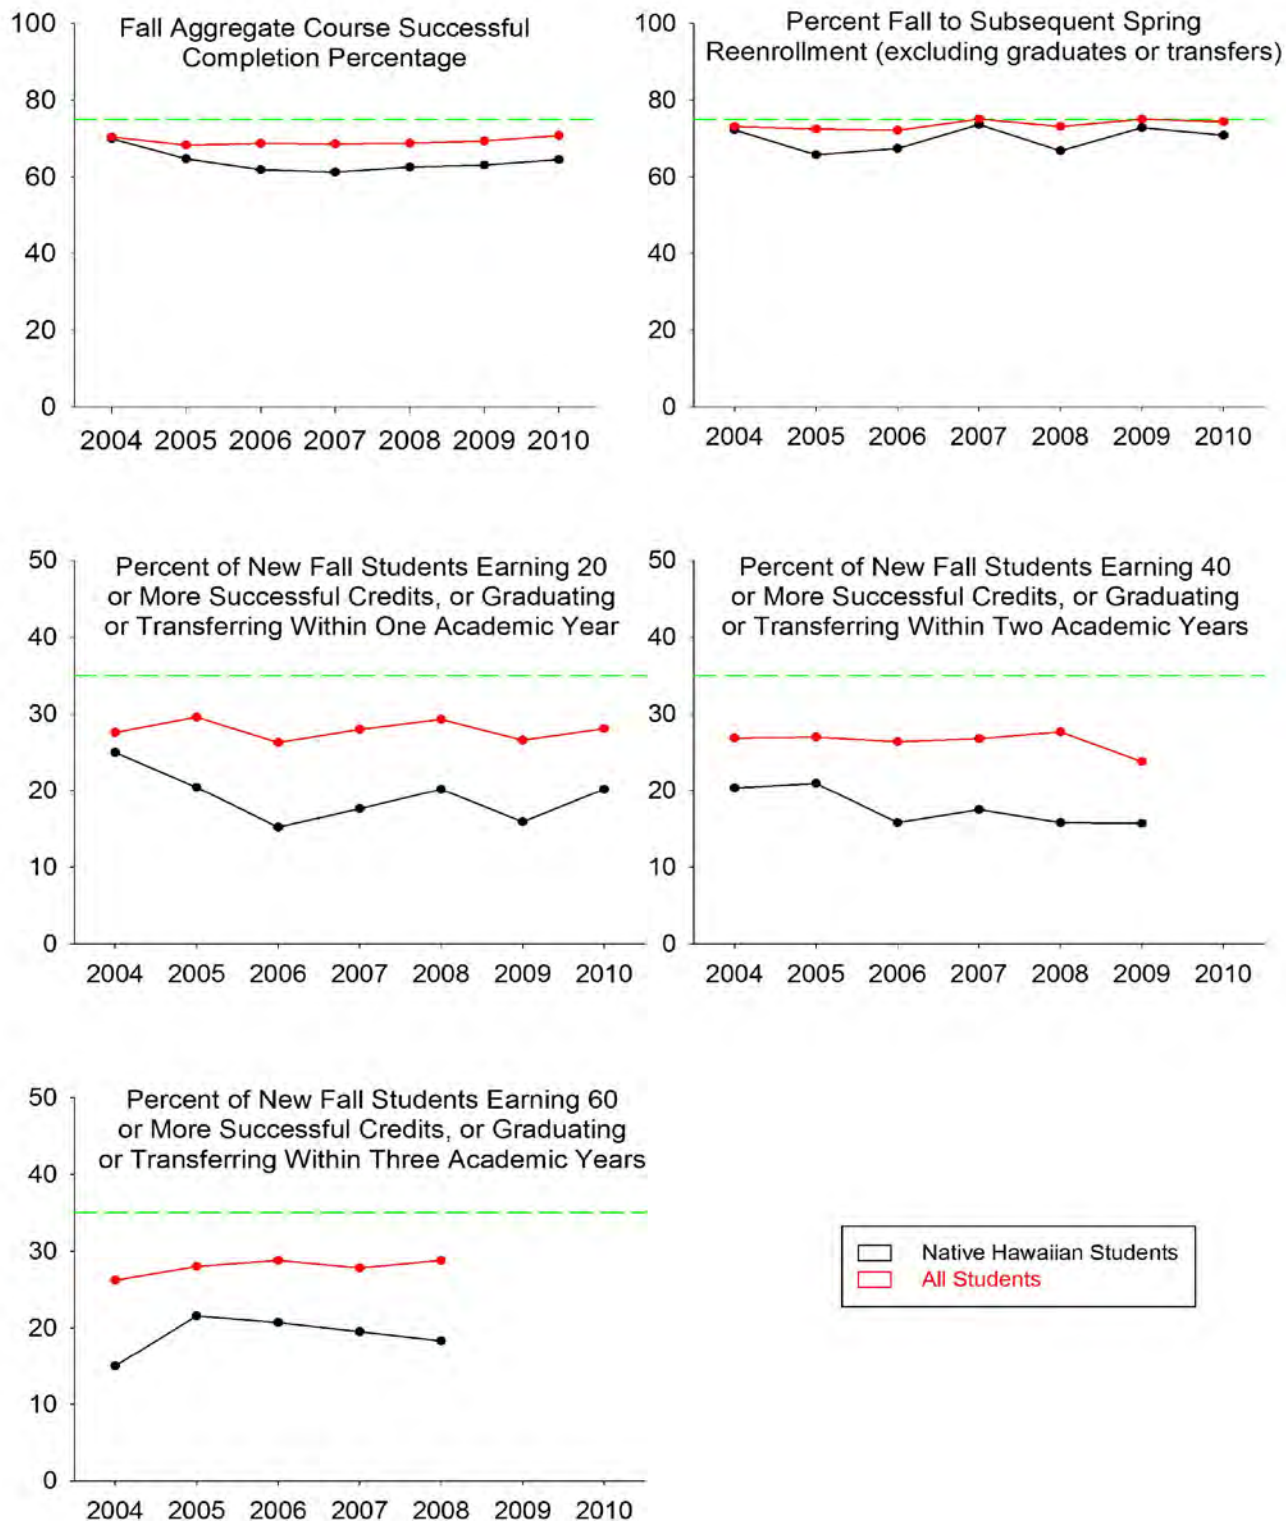 Fall Aggregate Course Successful
Completion Percentage
100
80
60
40
20
0
2004 2005 2006 2007 2008 2009 2010
Percent Fall to Subsequent Spring
Reenrollment (excluding graduates or transfers)
100
80
60
40
20
0
2004 2005 2006 2007 2008 2009 2010
Percent of New Fall Students Earning 20
or More Successful Credits, or Graduating
or Transferring Within One Academic Year
50
40
30
20
10
0
2004 2005 2006 2007 2008 2009 2010
Percent of New Fall Students Earning 40
or More Successful Credits, or Graduating
or Transferring Within Two Academic Years
50
40
30
20
10
0
2004 2005 2006 2007 2008 2009 2010
Percent of New Fall Students Earning 60
or More Successful Credits, or Graduating
or Transferring Within Three Academic Years
50
40
30
20
10
0
2004 2005 2006 2007 2008 2009 2010
Native Hawaiian Students
All Students